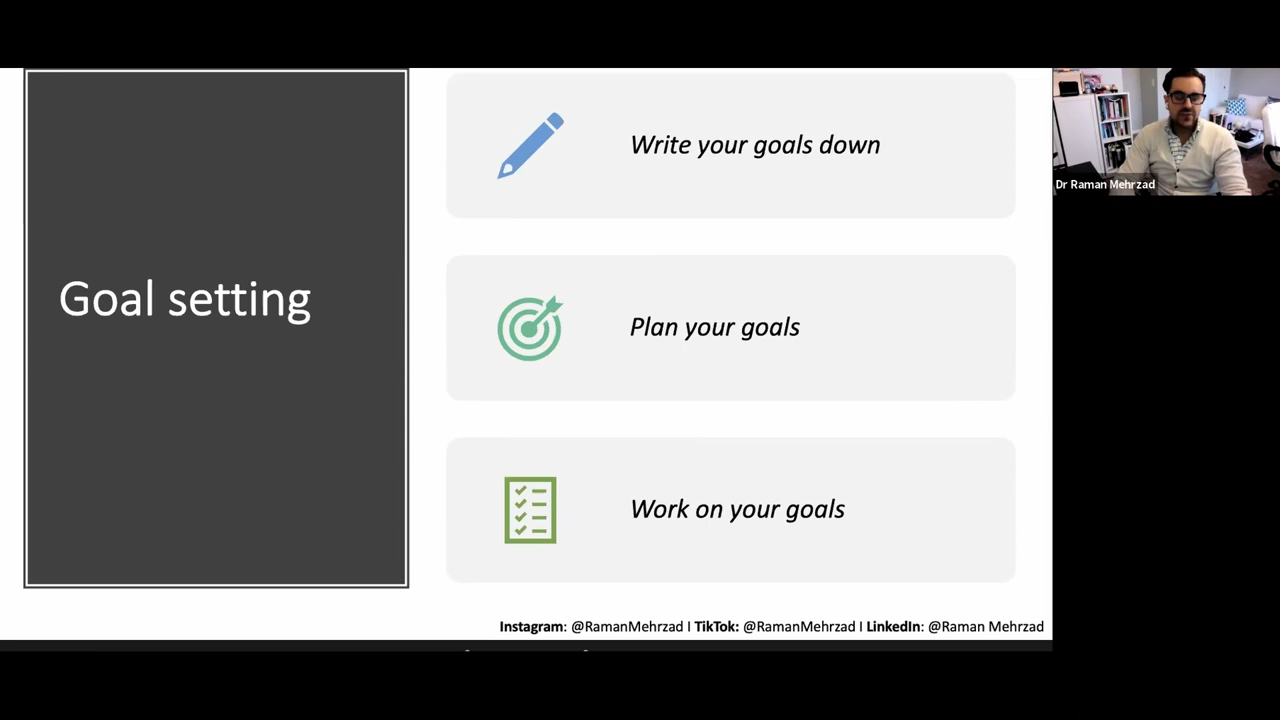 Goal setting
Write your goals down
Plan your goals
Work on your goals
Instagram: @RamanMehrzad I TikTok: @RamanMehrzad I LinkedIn: @Raman Mehrzad
Dr Raman Mehrzad